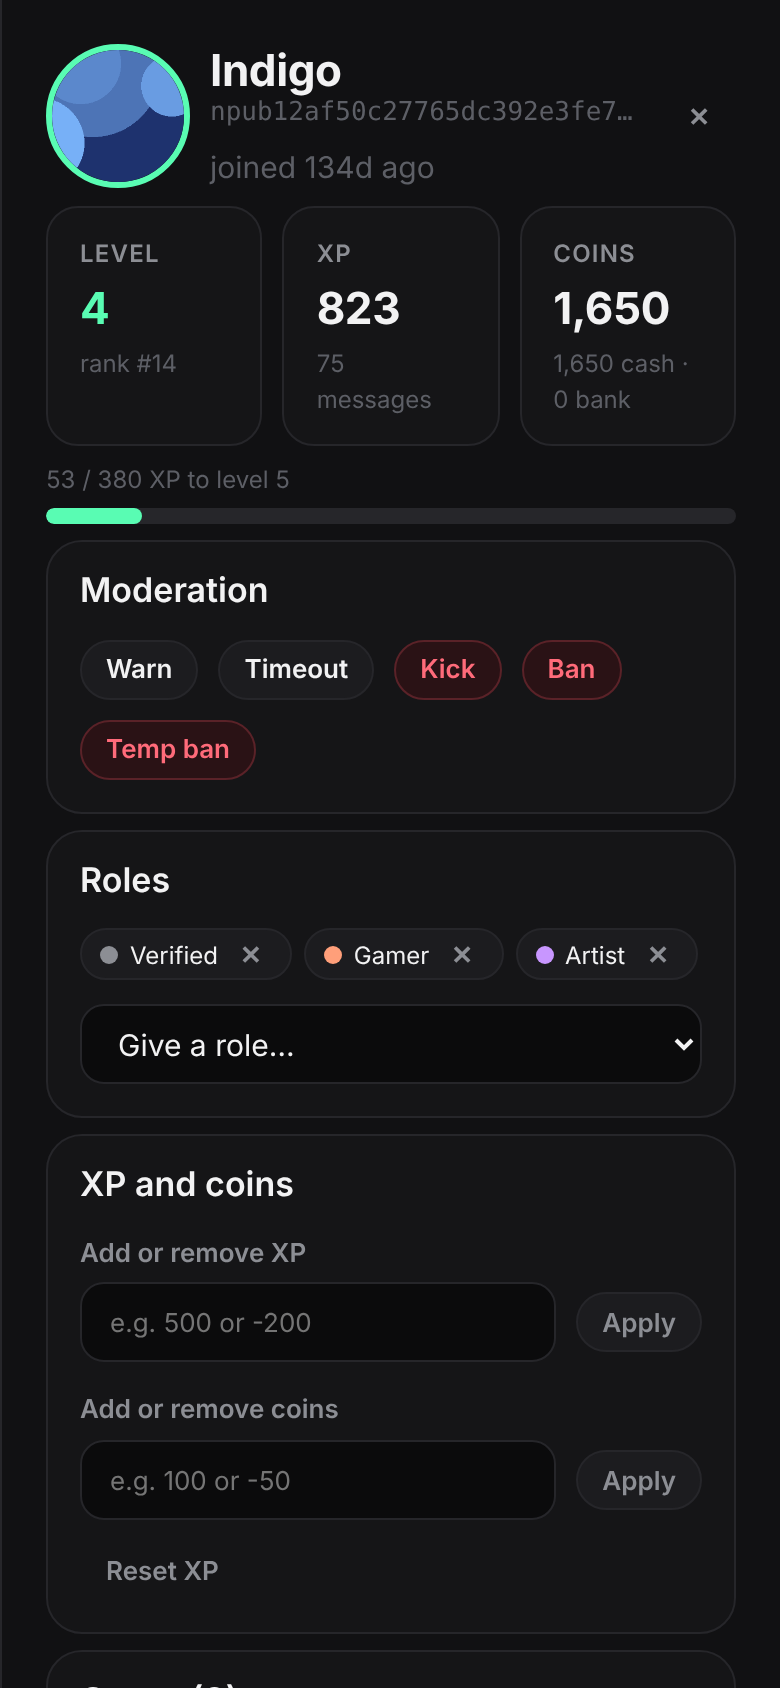 Indigo
npub12af50c27765dc392e3fe7…
×
joined 134d ago
LEVEL
4
rank #14
XP
823
75
messages
COINS
1,650
1,650 cash ·
0 bank
53 / 380 XP to level 5
Moderation
Warn
Timeout
Kick
Ban
Temp ban
Roles
Verified ×
Gamer ×
Artist ×
Give a role...
XP and coins
Add or remove XP
e.g. 500 or -200
Apply
Add or remove coins
e.g. 100 or -50
Apply
Reset XP